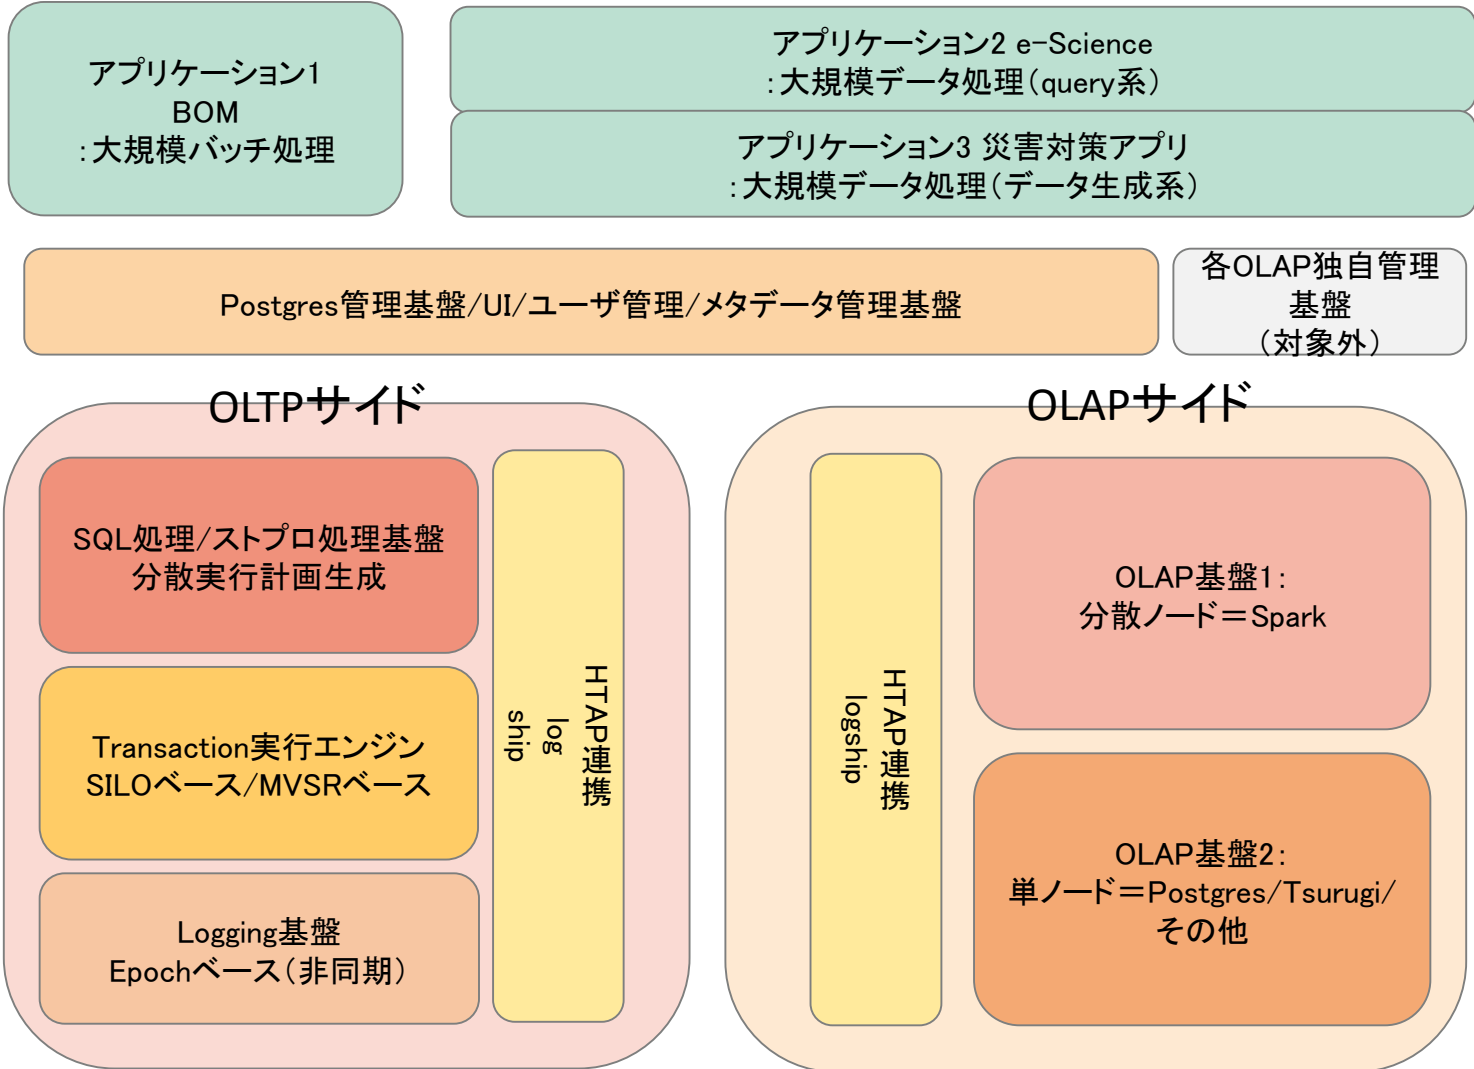 アプリケーション1
BOM
:大規模バッチ処理
アプリケーション2 e-Science
:大規模データ処理(query系)
アプリケーション3 災害対策アプリ
:大規模データ処理(データ生成系)
Postgres管理基盤/UI/ユーザ管理/メタデータ管理基盤
各OLAP独自管理
基盤
(対象外)
OLTPサイド
SQL処理/ストプロ処理基盤
分散実行計画生成
Transaction実行エンジン
SILOベース/MVSRベース
Logging基盤
Epochベース(非同期)
HTAP連携
log
ship
OLAPサイド
HTAP連携
logship
OLAP基盤1:
分散ノード=Spark
OLAP基盤2:
単ノード=Postgres/Tsurugi/
その他